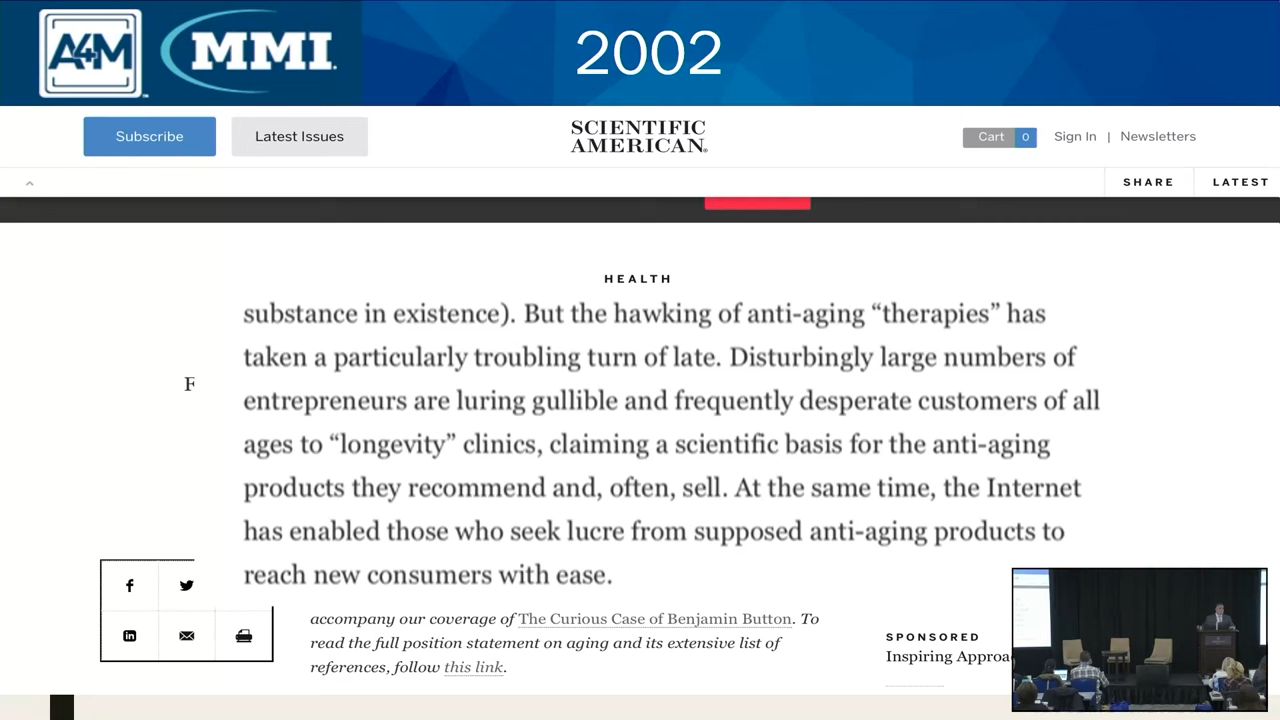 A4M
MMI.
2002
Subscribe
Latest Issues
SCIENTIFIC
AMERICAN
Cart 0
Sign In | Newsletters
SHARE
LATEST
HEALTH
substance in existence). But the hawking of anti-aging “therapies” has
taken a particularly troubling turn of late. Disturbingly large numbers of
F
entrepreneurs are luring gullible and frequently desperate customers of all
ages to “longevity” clinics, claiming a scientific basis for the anti-aging
products they recommend and, often, sell. At the same time, the Internet
has enabled those who seek lucre from supposed anti-aging products to
reach new consumers with ease.
accompany our coverage of The Curious Case of Benjamin Button. To
read the full position statement on aging and its extensive list of
references, follow this link.
SPONSORED
Inspiring Approa